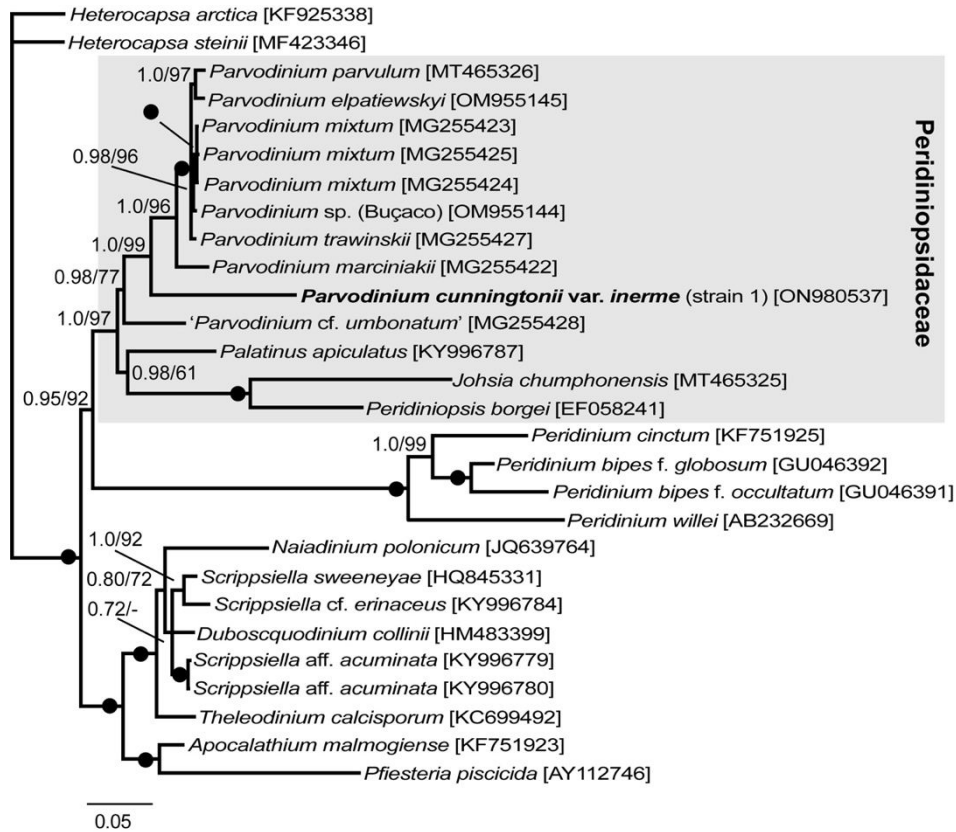 Heterocapsa arctica [KF925338]
Heterocapsa steinii [MF423346]
1.0/97
Parvodinium parvulum [MT465326]
Parvodinium elpatiewskyi [OM955145]
Parvodinium mixtum [MG255423]
0.98/96
Parvodinium mixtum [MG255425]
Parvodinium mixtum [MG255424]
1.0/96
Parvodinium sp. (Buçaco) [OM955144]
1.0/99
Parvodinium trawinskii [MG255427]
Parvodinium marciniakii [MG255422]
0.98/77
Parvodinium cunningtonii var. inerme (strain 1) [ON980537]
1.0/97
'Parvodinium cf. umbonatum' [MG255428]
Palatinus apiculatus [KY996787]
0.98/61
Johsia chumphonensis [MT465325]
0.95/92
Peridiniopsis borgei [EF058241]
Peridiniopsidaceae
1.0/99
Peridinium cinctum [KF751925]
Peridinium bipes f. globosum [GU046392]
Peridinium bipes f. occultatum [GU046391]
Peridinium willei [AB232669]
1.0/92
Naiadinium polonicum [JQ639764]
0.80/72
Scrippsiella sweeneyae [HQ845331]
0.72/-
Scrippsiella cf. erinaceus [KY996784]
Duboscquodinium collinii [HM483399]
Scrippsiella aff. acuminata [KY996779]
Scrippsiella aff. acuminata [KY996780]
Theleodinium calcisporum [KC699492]
Apocalathium malmogiense [KF751923]
Pfiesteria piscicida [AY112746]
0.05